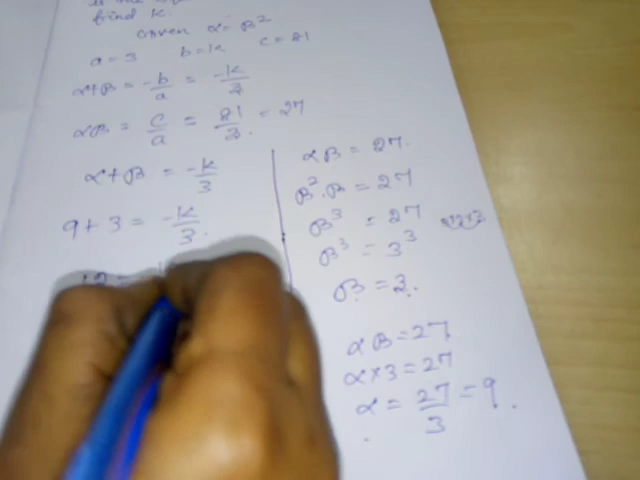 find k.
Given α = β²
a = 3 b = k c = 81
α+β = -b/a = -k/3
αβ = c/a = 81/3 = 27
α+β = -k/3
9+3 = -k/3.
12 =
αβ = 27.
β².β = 27
β³ = 27
β³ = 3³
β = 3.
αβ = 27
α×3 = 27
α = 27/3 = 9.